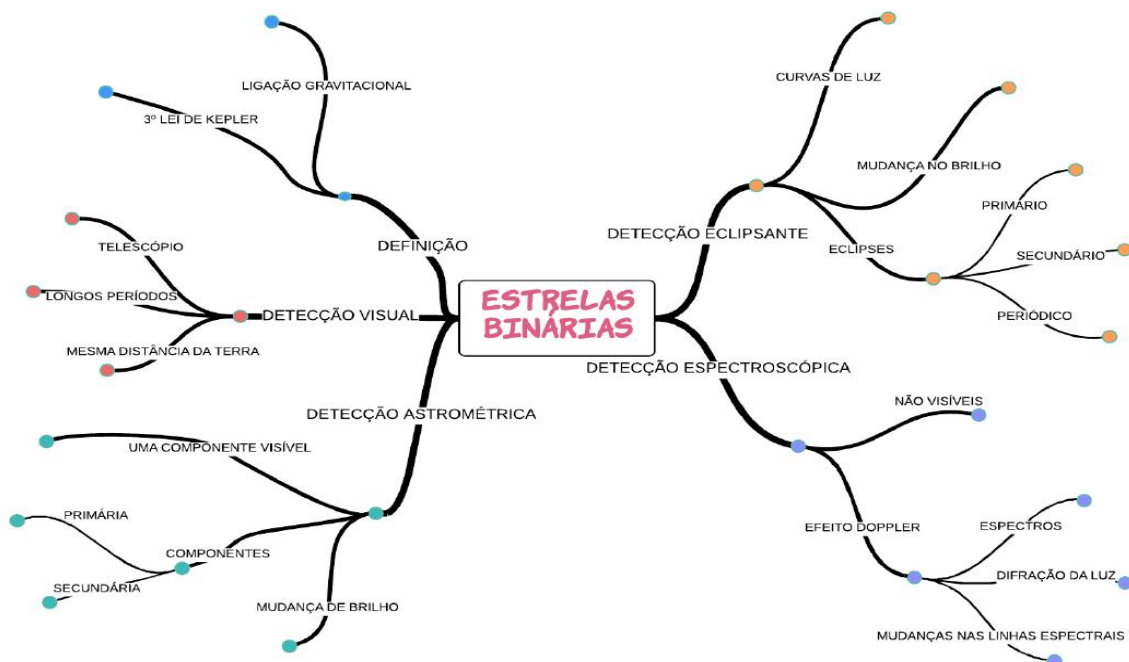 ESTRELAS
BINÁRIAS
DEFINIÇÃO
LIGAÇÃO GRAVITACIONAL
3º LEI DE KEPLER
DETECÇÃO VISUAL
TELESCÓPIO
LONGOS PERÍODOS
MESMA DISTÂNCIA DA TERRA
DETECÇÃO ASTROMÉTRICA
UMA COMPONENTE VISÍVEL
COMPONENTES
PRIMÁRIA
SECUNDÁRIA
MUDANÇA DE BRILHO
DETECÇÃO ECLIPSANTE
CURVAS DE LUZ
MUDANÇA NO BRILHO
ECLIPSES
PRIMÁRIO
SECUNDÁRIO
PERIÓDICO
DETECÇÃO ESPECTROSCÓPICA
NÃO VISÍVEIS
EFEITO DOPPLER
ESPECTROS
DIFRAÇÃO DA LUZ
MUDANÇAS NAS LINHAS ESPECTRAIS